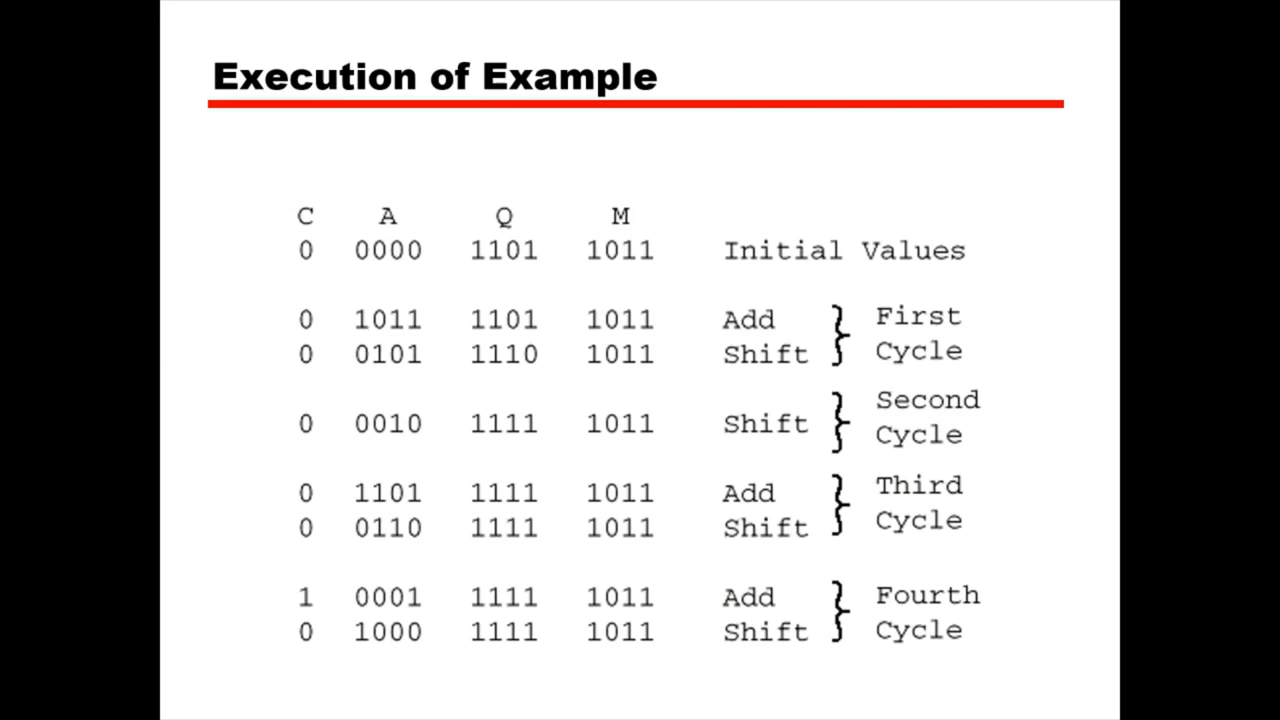 Execution of Example
C A Q M
0 0000 1101 1011 Initial Values
0 1011 1101 1011 Add First
0 0101 1110 1011 Shift Cycle
Second
0 0010 1111 1011 Shift Cycle
0 1101 1111 1011 Add Third
0 0110 1111 1011 Shift Cycle
1 0001 1111 1011 Add Fourth
0 1000 1111 1011 Shift Cycle